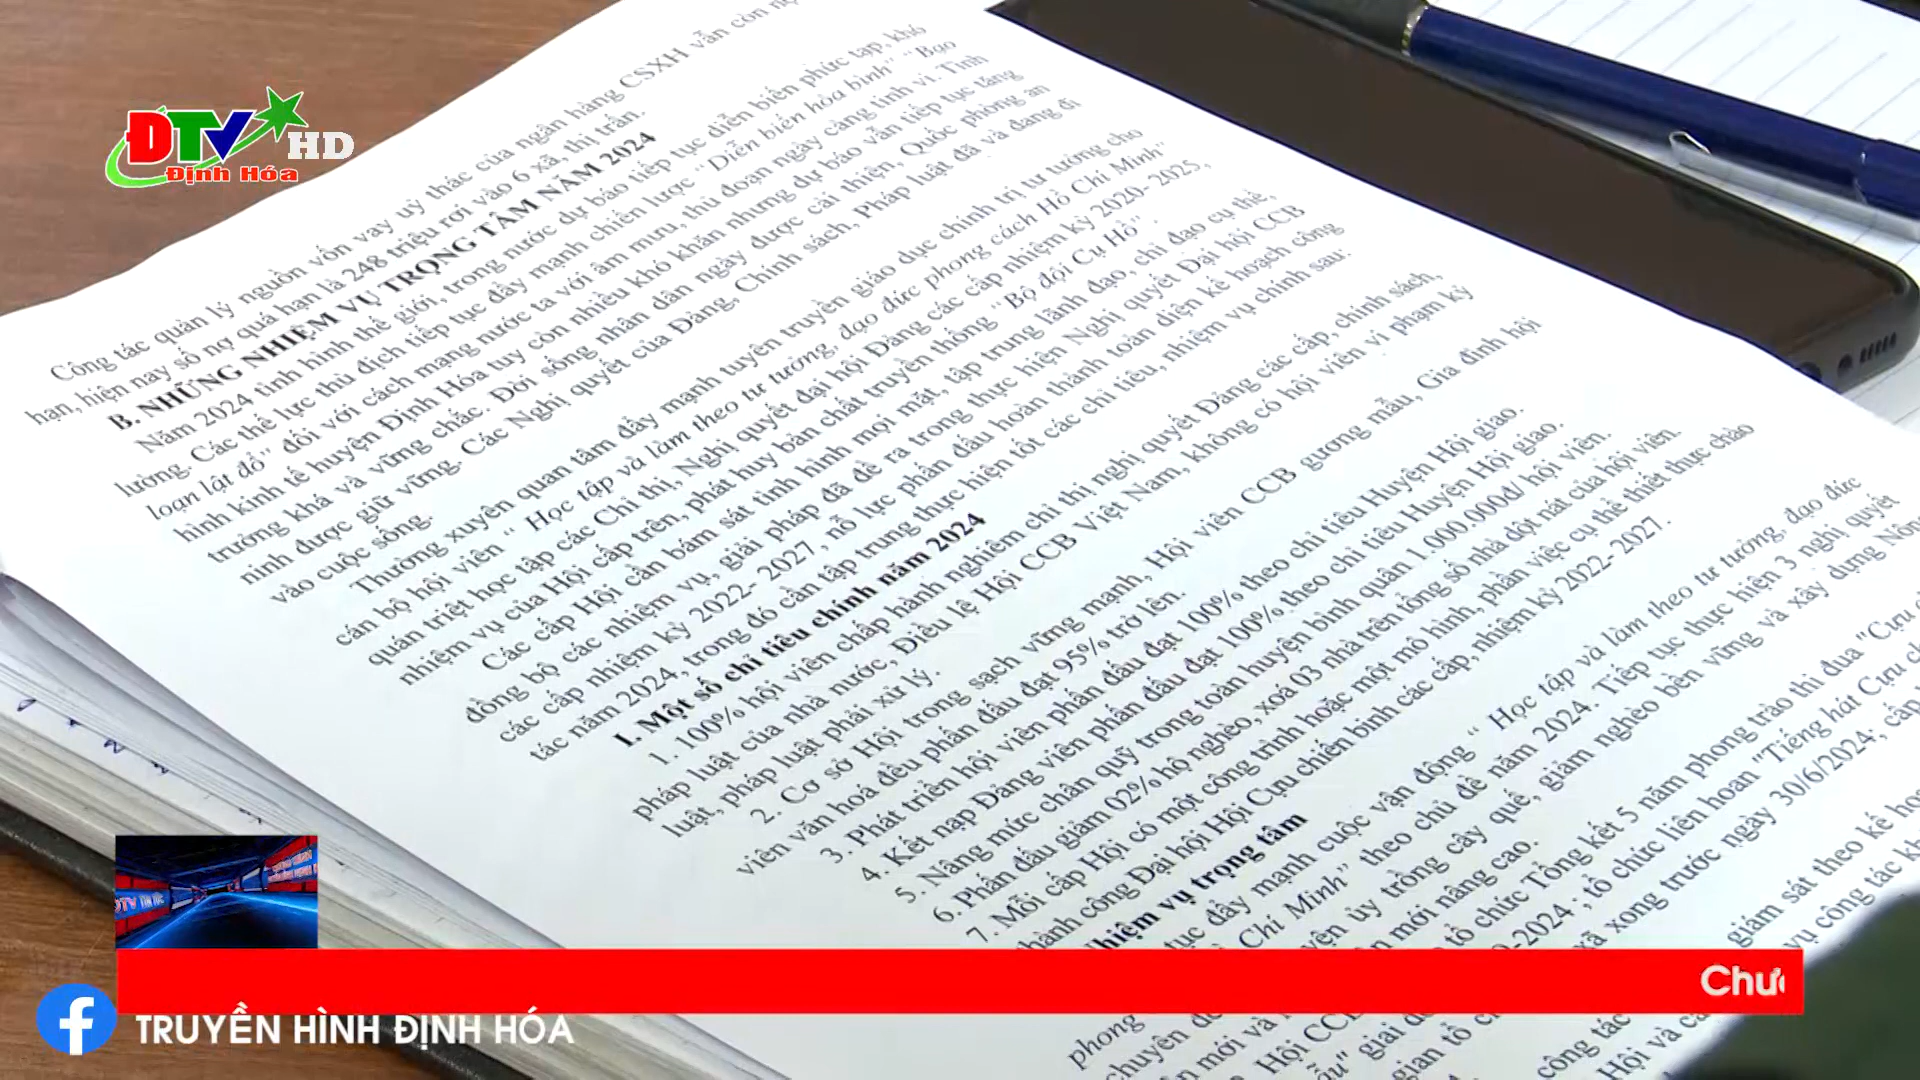 ĐTV HD
Định Hóa
Công tác quản lý nguồn vốn vay uỷ thác của ngân hàng CSXH vẫn còn nợ
hạn, hiện nay số nợ quá hạn là 248 triệu rơi vào 6 xã, thị trấn.
B. NHỮNG NHIỆM VỤ TRỌNG TÂM NĂM 2024
Năm 2024 tình hình thế giới, trong nước dự báo tiếp tục diễn biến phức tạp, khó
lường. Các thế lực thù địch tiếp tục đẩy mạnh chiến lược "Diễn biến hòa bình" "Bạo
loạn lật đổ" đối với cách mạng nước ta với âm mưu, thủ đoạn ngày càng tinh vi. Tình
hình kinh tế huyện Định Hóa tuy còn nhiều khó khăn nhưng dự báo vẫn tiếp tục tăng
trưởng khá và vững chắc. Đời sống nhân dân ngày được cải thiện, Quốc phòng an
ninh được giữ vững. Các Nghị quyết của Đảng, Chính sách, Pháp luật đã và đang đi
vào cuộc sống.
Thường xuyên quan tâm đẩy mạnh tuyên truyền giáo dục chính trị tư tưởng cho
cán bộ hội viên " Học tập và làm theo tư tưởng, đạo đức phong cách Hồ Chí Minh"
quán triệt học tập các Chỉ thị, Nghị quyết đại hội Đảng các cấp nhiệm kỳ 2020- 2025,
nhiệm vụ của Hội cấp trên, phát huy bản chất truyền thống "Bộ đội Cụ Hồ" .
Các cấp Hội cần bám sát tình hình mọi mặt, tập trung lãnh đạo, chỉ đạo cụ thể,
đồng bộ các nhiệm vụ, giải pháp đã đề ra trong thực hiện Nghị quyết Đại hội CCB
các cấp nhiệm kỳ 2022- 2027 , nỗ lực phấn đấu hoàn thành toàn diện kế hoạch công
tác năm 2024, trong đó cần tập trung thực hiện tốt các chỉ tiêu, nhiệm vụ chính sau:
I. Một số chỉ tiêu chính năm 2024
1. 100% hội viên chấp hành nghiêm chỉ thị nghị quyết Đảng các cấp, chính sách,
pháp luật của nhà nước, Điều lệ Hội CCB Việt Nam, không có hội viên vi phạm kỷ
luật, pháp luật phải xử lý.
2. Cơ sở Hội trong sạch vững mạnh, Hội viên CCB gương mẫu, Gia đình hội
viên văn hoá đều phấn đấu đạt 95% trở lên.
3. Phát triển hội viên phấn đấu đạt 100% theo chỉ tiêu Huyện Hội giao.
4. Kết nạp Đảng viên phấn đấu đạt 100% theo chỉ tiêu Huyện Hội giao.
5. Nâng mức chân quỹ trong toàn huyện bình quân 1.000.000đ/ hội viên.
6. Phấn đấu giảm 02% hộ nghèo, xoá 03 nhà trên tổng số nhà dột nát của hội viên.
7. Mỗi cấp Hội có một công trình hoặc một mô hình, phần việc cụ thể thiết thực chào
thành công Đại hội Hội Cựu chiến binh các cấp, nhiệm kỳ 2022- 2027.
nhiệm vụ trọng tâm
tục đẩy mạnh cuộc vận động " Học tập và làm theo tư tưởng, đạo đức
phong Chí Minh" theo chủ đề năm 2024. Tiếp tục thực hiện 3 nghị quyết
chuyên ủy trồng cây quế, giảm nghèo bền vững và xây dựng Nông
mới nâng cao.
tổ chức Tổng kết 5 năm phong trào thi đua "Cựu
giai -2024 ; tổ chức liên hoan "Tiếng hát Cựu
gian tổ xã xong trước ngày 30/6/2024; cấp
giám sát theo kế
công tác vụ công tác
Hội và
ĐTV TIN TỨC
Chư
TRUYỀN HÌNH ĐỊNH HÓA